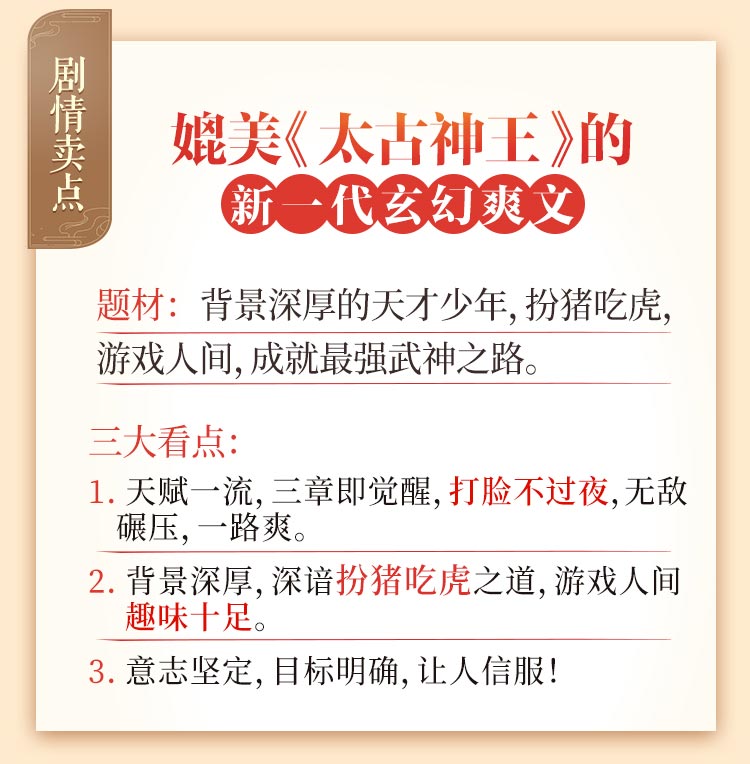 剧情卖点
媲美《太古神王》的
新一代玄幻爽文
题材：背景深厚的天才少年，扮猪吃虎，
游戏人间，成就最强武神之路。
三大看点：
1. 天赋一流，三章即觉醒，打脸不过夜，无敌
碾压，一路爽。
2. 背景深厚，深谙扮猪吃虎之道，游戏人间
趣味十足。
3. 意志坚定，目标明确，让人信服！